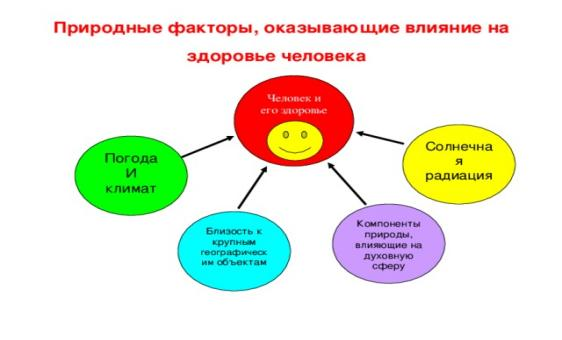 Природные факторы, оказывающие влияние на
здоровье человека
Человек и
его здоровье
Погода
И
климат
Солнечна
я
радиация
Близость к
крупным
географическ
им объектам
Компоненты
природы,
влияющие на
духовную
сферу